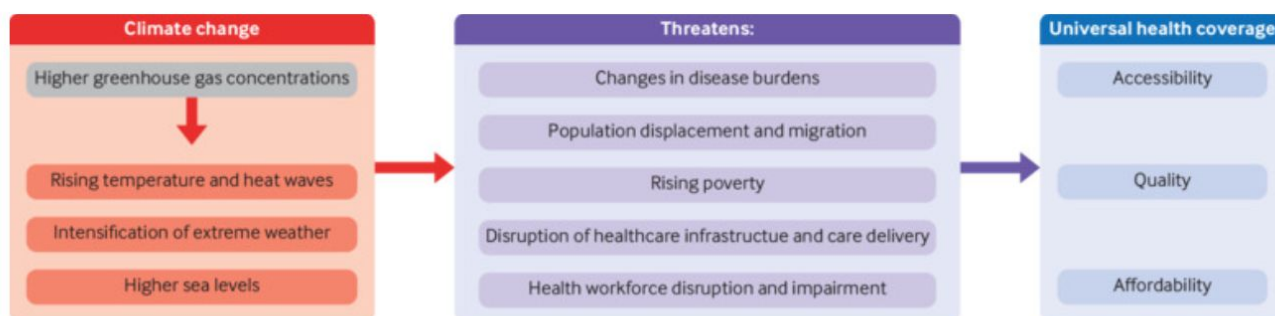 Climate change
Higher greenhouse gas concentrations
Rising temperature and heat waves
Intensification of extreme weather
Higher sea levels
Threatens:
Changes in disease burdens
Population displacement and migration
Rising poverty
Disruption of healthcare infrastructue and care delivery
Health workforce disruption and impairment
Universal health coverage
Accessibility
Quality
Affordability